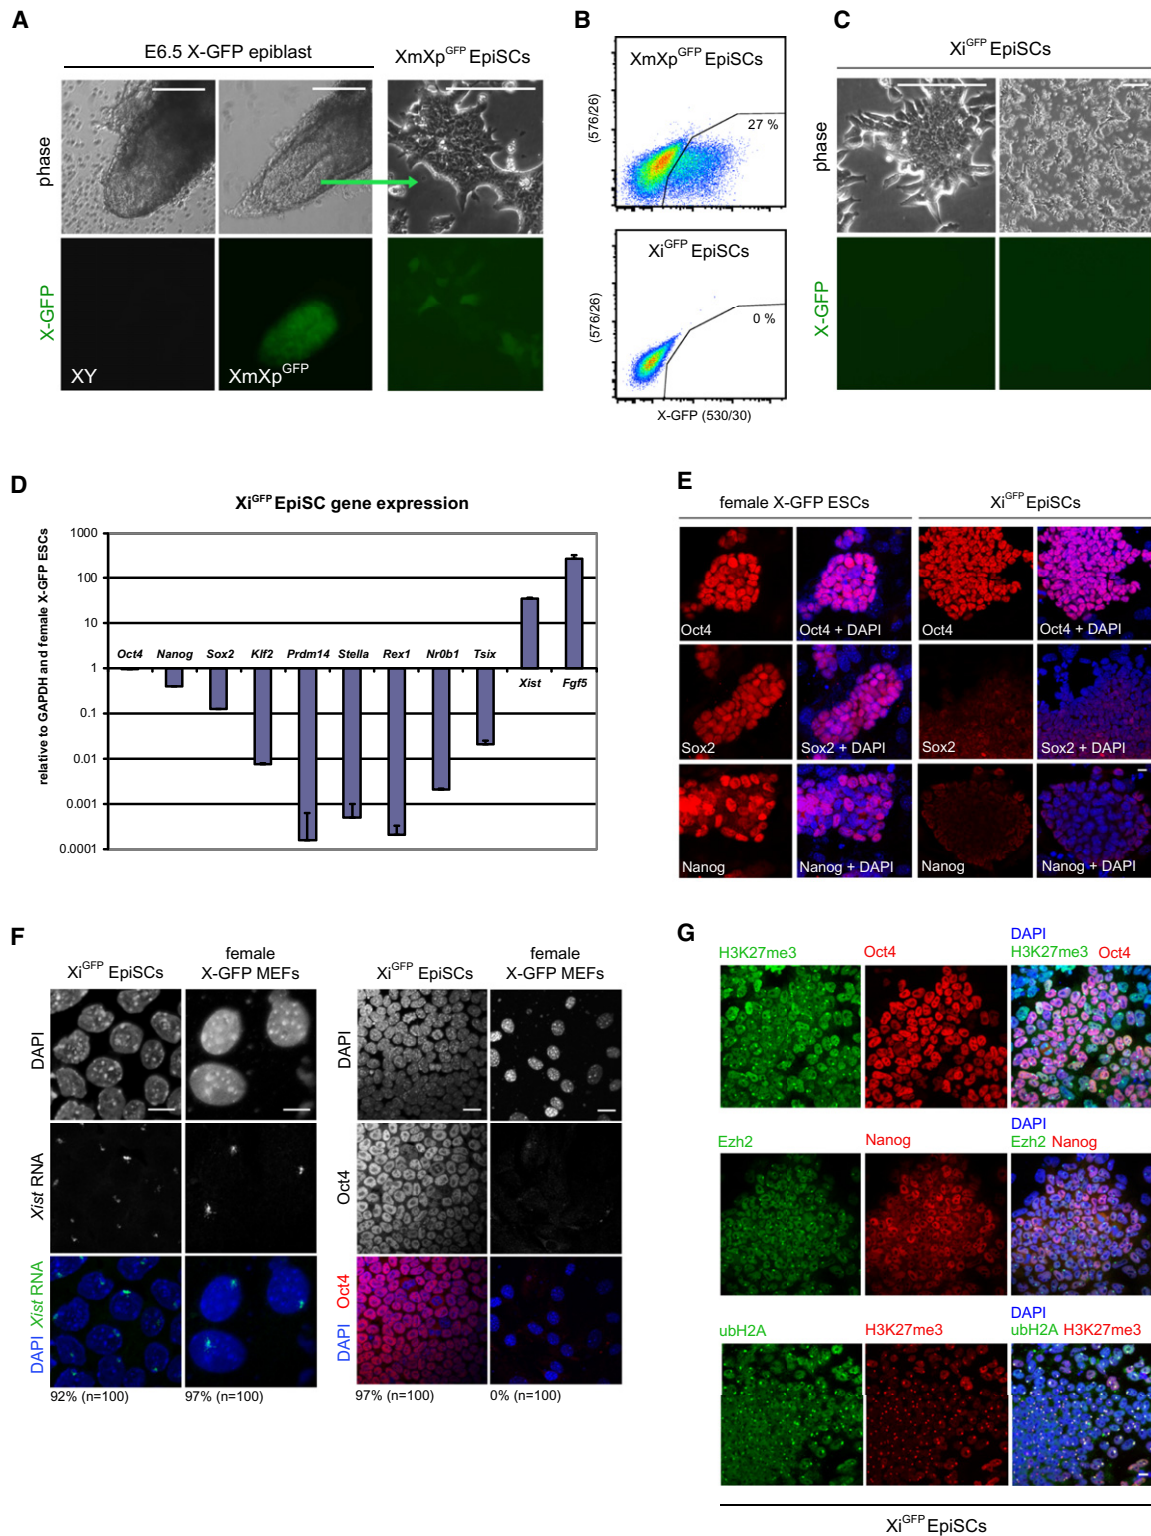 A
E6.5 X-GFP epiblast
XmXpGFP EpiSCs
phase
X-GFP
XY
XmXpGFP
B
XmXpGFP EpiSCs
(576/26)
27 %
XiGFP EpiSCs
(576/26)
0 %
X-GFP (530/30)
C
XiGFP EpiSCs
phase
X-GFP
D
XiGFP EpiSC gene expression
relative to GAPDH and female X-GFP ESCs
1000
100
10
1
0.1
0.01
0.001
0.0001
Oct4 Nanog Sox2 Klf2 Prdm14 Stella Rex1 Nr0b1 Tsix
Xist Fgf5
E
female X-GFP ESCs
XiGFP EpiSCs
Oct4
Oct4 + DAPI
Oct4
Oct4 + DAPI
Sox2
Sox2 + DAPI
Sox2
Sox2 + DAPI
Nanog
Nanog + DAPI
Nanog
Nanog + DAPI
F
XiGFP EpiSCs
female
X-GFP MEFs
DAPI
Xist RNA
DAPI Xist RNA
92% (n=100)
97% (n=100)
XiGFP EpiSCs
female
X-GFP MEFs
DAPI
Oct4
DAPI Oct4
97% (n=100)
0% (n=100)
G
H3K27me3
Oct4
DAPI
H3K27me3 Oct4
Ezh2
Nanog
DAPI
Ezh2 Nanog
ubH2A
H3K27me3
DAPI
ubH2A H3K27me3
XiGFP EpiSCs